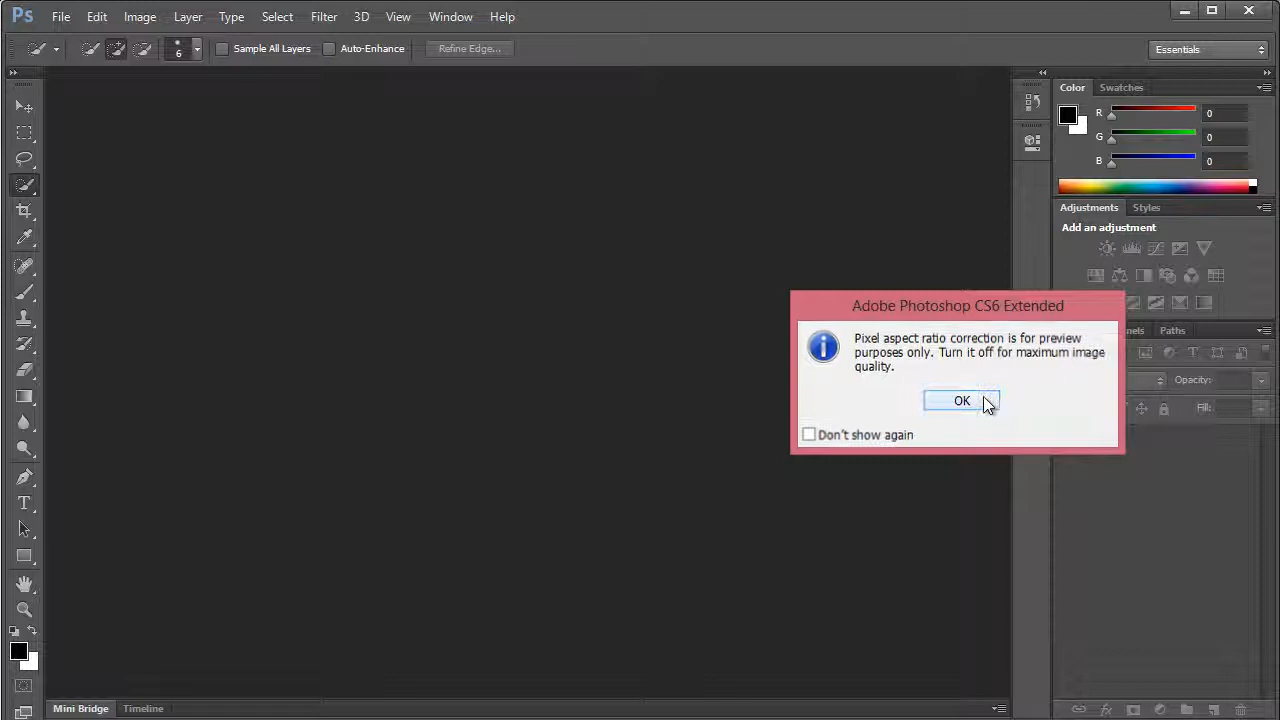 Ps File Edit Image Layer Type Select Filter 3D View Window Help
6 Sample All Layers Auto-Enhance Refine Edge... Essentials
Color Swatches
R 0
G 0
B 0
Adjustments Styles
Add an adjustment
Adobe Photoshop CS6 Extended
Pixel aspect ratio correction is for preview
purposes only. Turn it off for maximum image
quality.
OK
Don't show again
nels Paths
Opacity:
Fill:
Mini Bridge Timeline